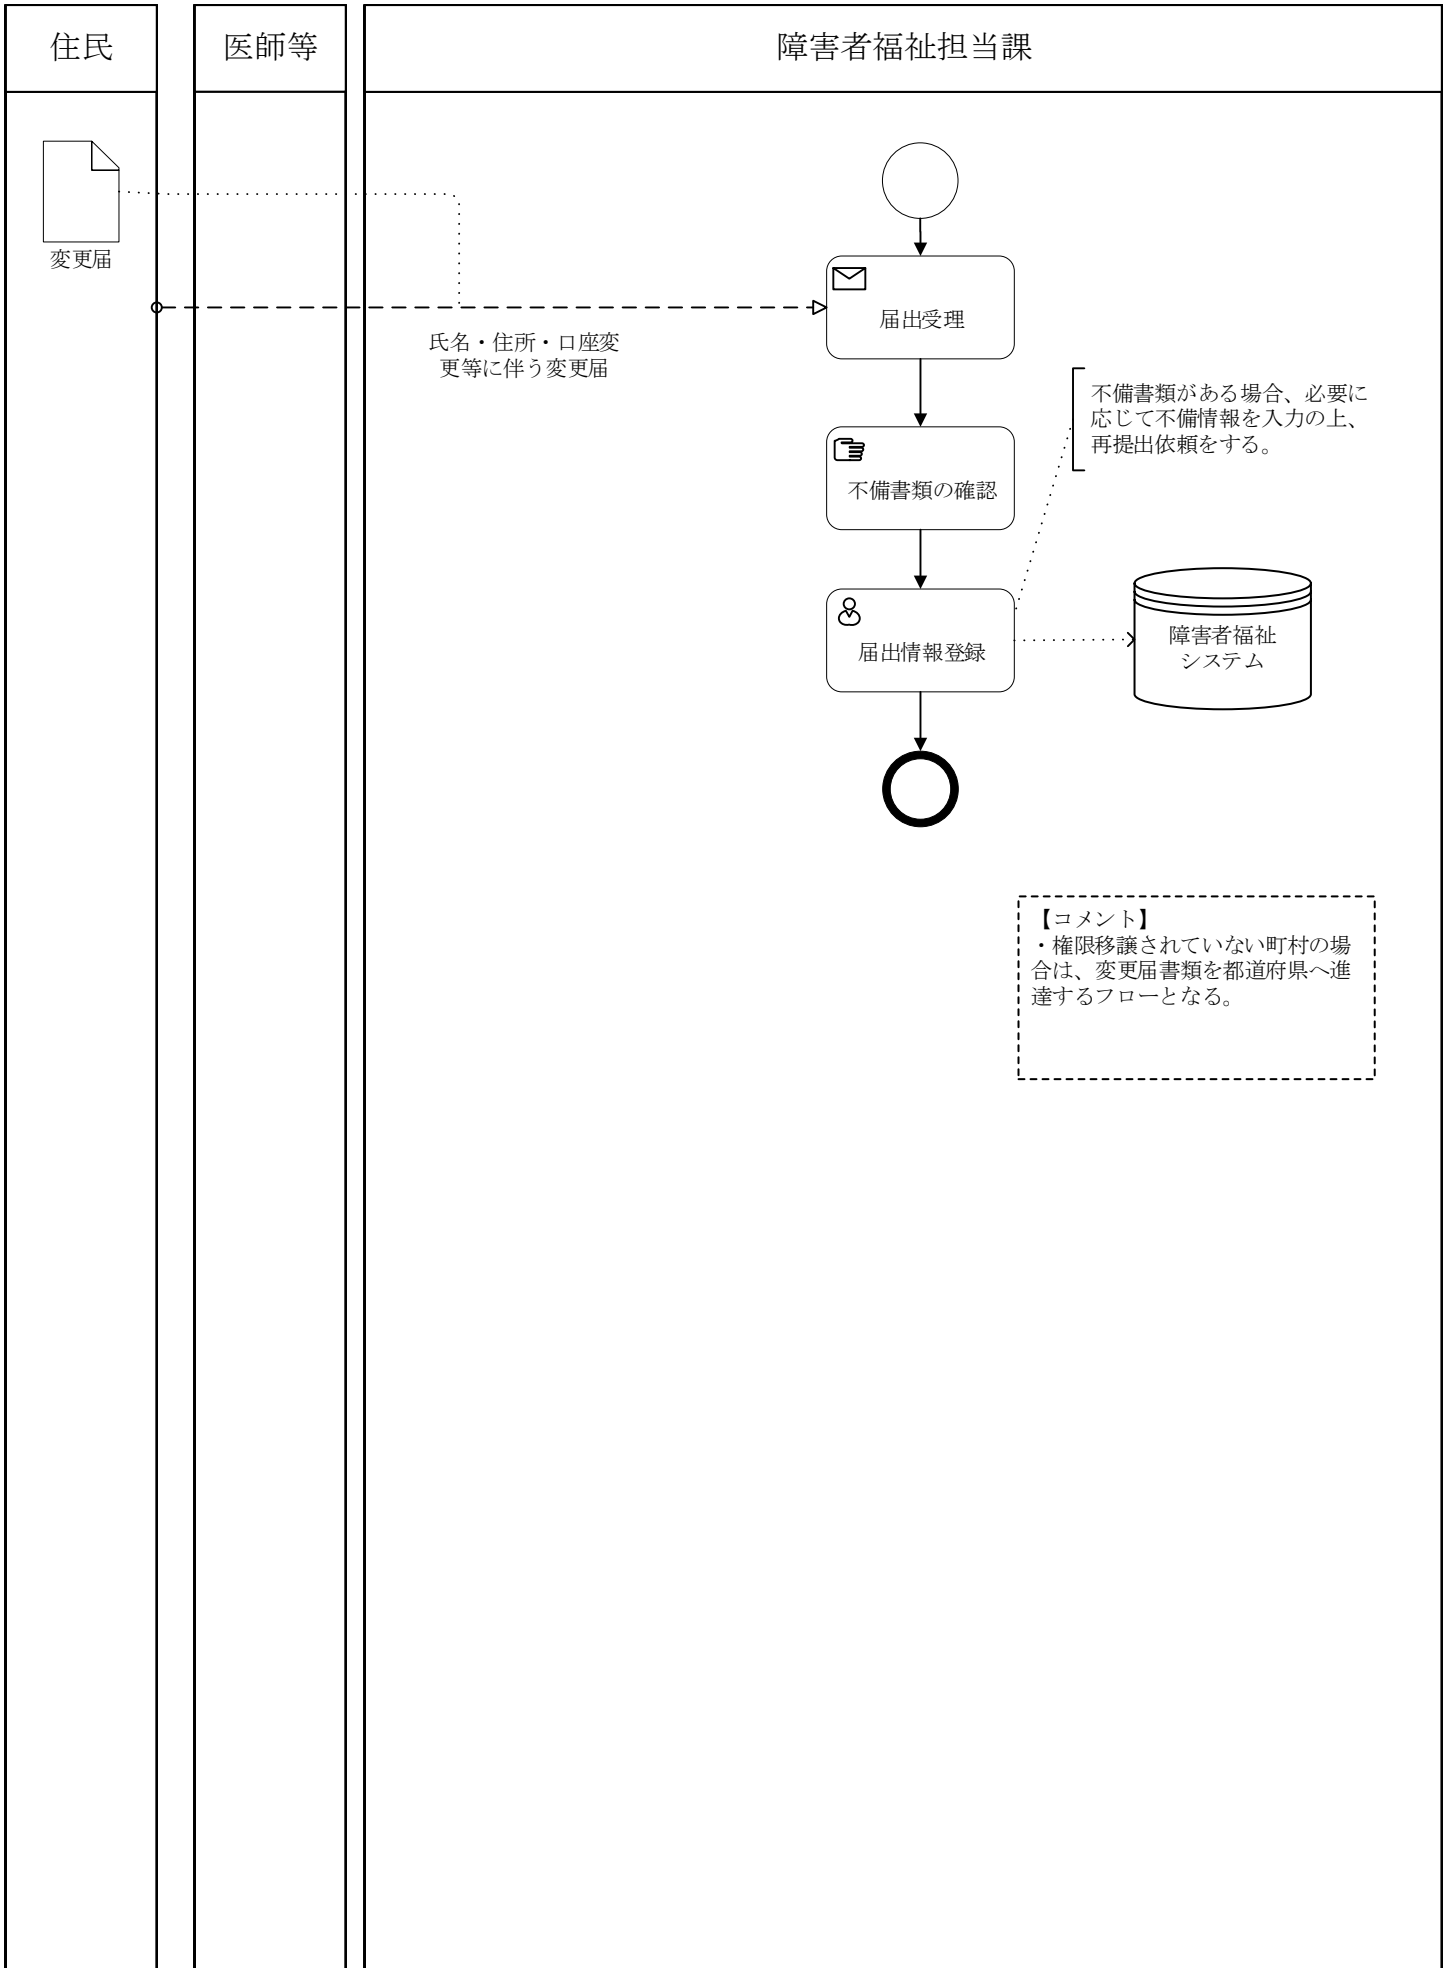 住民
医師等
障害者福祉担当課
変更届
届出受理
氏名・住所・口座変
更等に伴う変更届
不備書類がある場合、必要に
応じて不備情報を入力の上、
再提出依頼をする。
不備書類の確認
届出情報登録
障害者福祉
システム
【コメント】
・権限移譲されていない町村の場
合は、変更届書類を都道府県へ進
達するフローとなる。